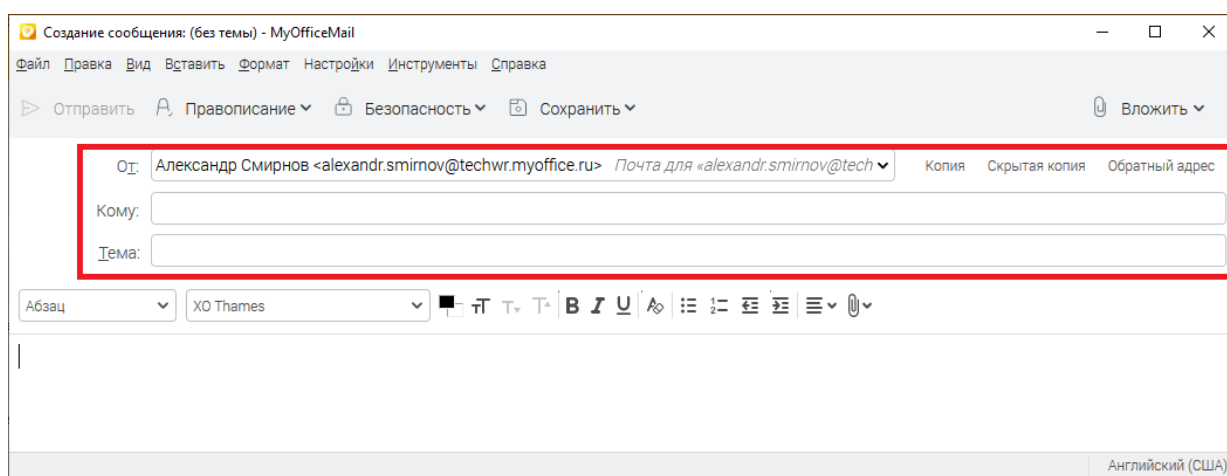 Создание сообщения: (без темы) - MyOfficeMail
Файл Правка Вид Вставить Формат Настройки Инструменты Справка
Отправить Правописание Безопасность Сохранить Вложить
От: Александр Смирнов <alexandr.smirnov@techwr.myoffice.ru> Почта для «alexandr.smirnov@tech Копия Скрытая копия Обратный адрес
Кому:
Тема:
Абзац XO Thames
Английский (США)